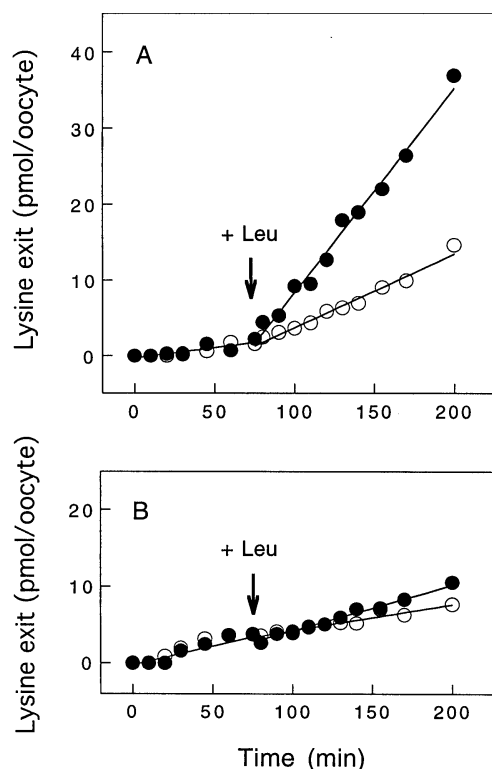 A
Lysine exit (pmol/oocyte)
40
30
20
10
0
+ Leu
0 50 100 150 200
B
Lysine exit (pmol/oocyte)
20
10
0
+ Leu
0 50 100 150 200
Time (min)